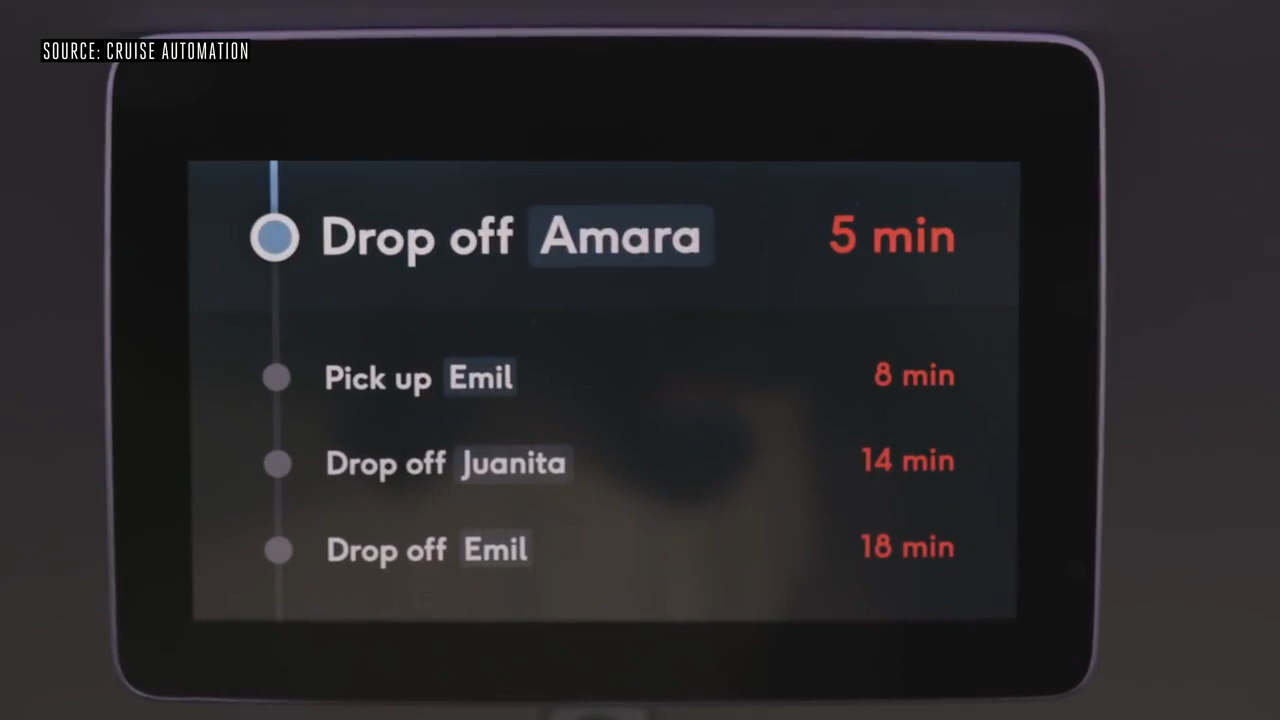 SOURCE: CRUISE AUTOMATION
Drop off Amara 5 min
Pick up Emil 8 min
Drop off Juanita 14 min
Drop off Emil 18 min